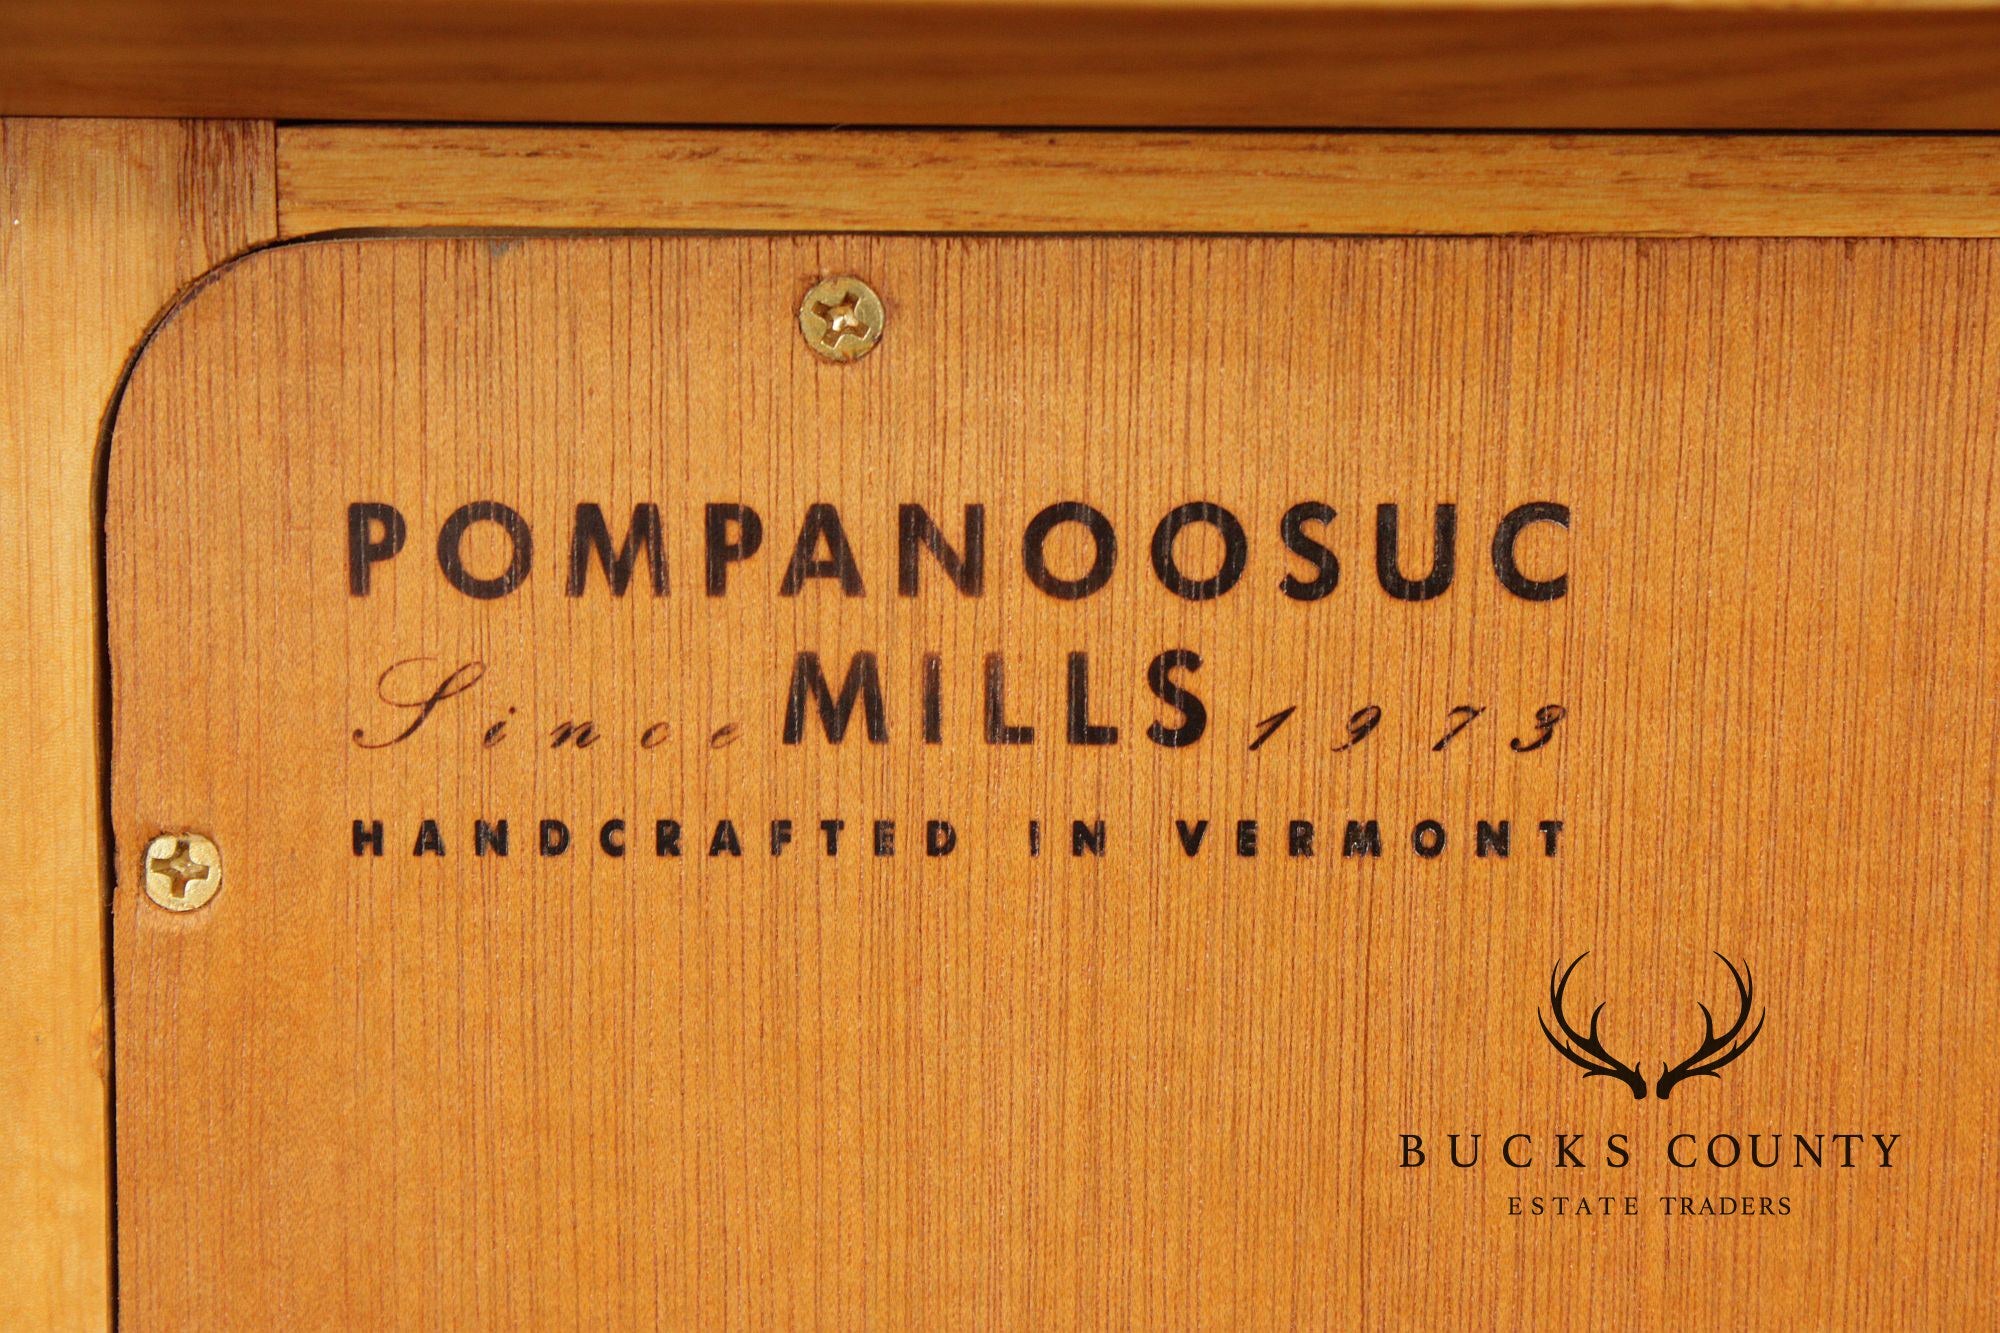 POMPANOOSUC
Since MILLS 1973
HANDCRAFTED IN VERMONT
BUCKS COUNTY
ESTATE TRADERS